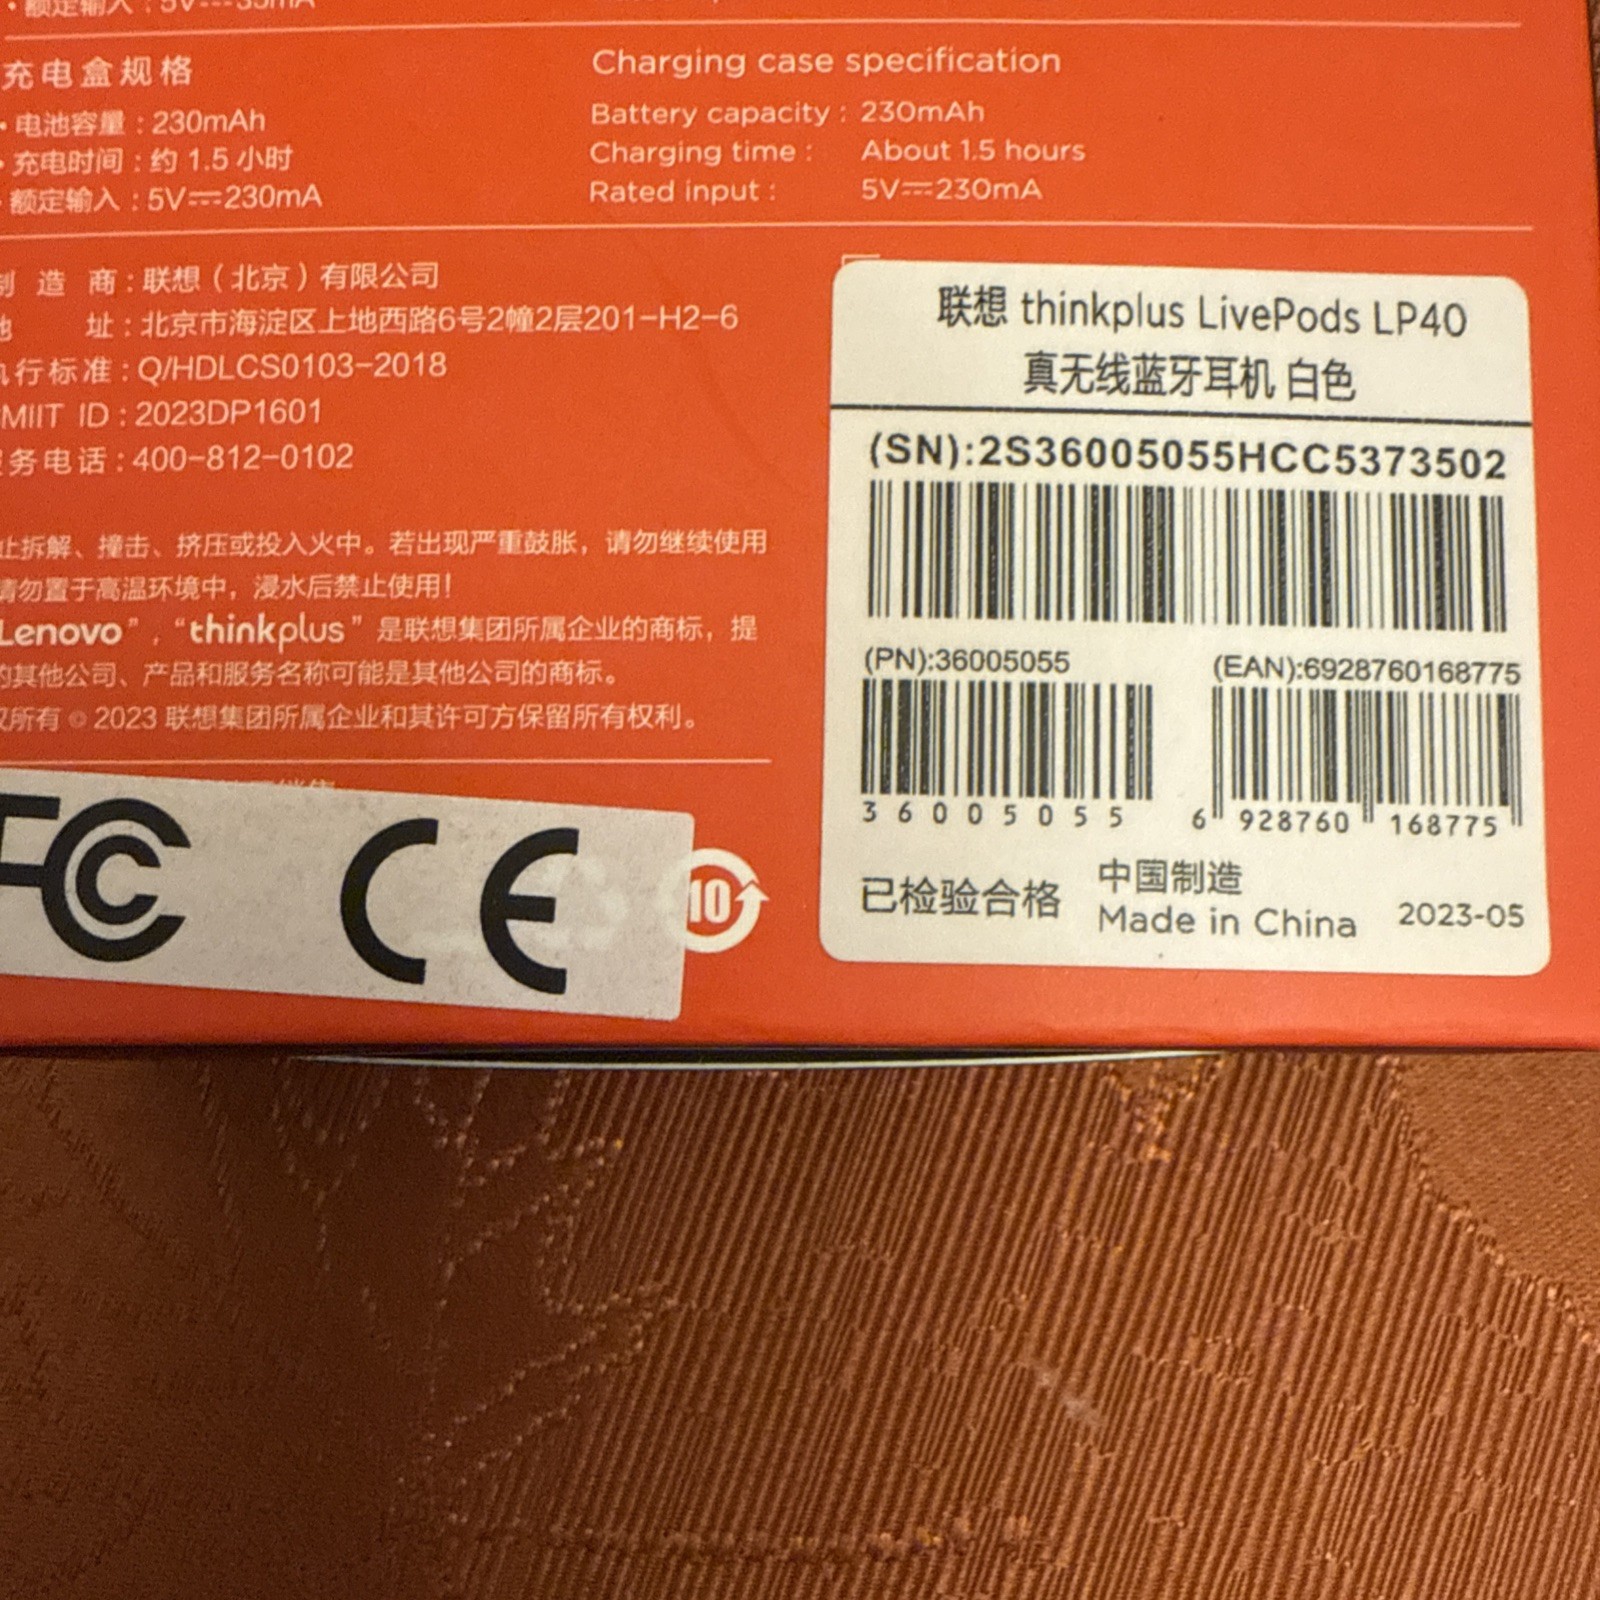 额定输入：5V⎓35mA
充电盒规格
• 电池容量：230mAh
• 充电时间：约 1.5 小时
• 额定输入：5V⎓230mA
Charging case specification
Battery capacity : 230mAh
Charging time : About 1.5 hours
Rated input : 5V⎓230mA
造 商：联想（北京）有限公司
址：北京市海淀区上地西路6号2幢2层201-H2-6
行标准：Q/HDLCS0103-2018
MIIT ID：2023DP1601
务电话：400-812-0102
止拆解、撞击、挤压或投入火中。若出现严重鼓胀，请勿继续使用
请勿置于高温环境中，浸水后禁止使用！
Lenovo”，“thinkplus”是联想集团所属企业的商标，提
的其他公司、产品和服务名称可能是其他公司的商标。
权所有 © 2023 联想集团所属企业和其许可方保留所有权利。
FC CE
10
联想 thinkplus LivePods LP40
真无线蓝牙耳机 白色
(SN):2S36005055HCC5373502
(PN):36005055
36005055
(EAN):6928760168775
6 928760 168775
已检验合格
中国制造
Made in China
2023-05